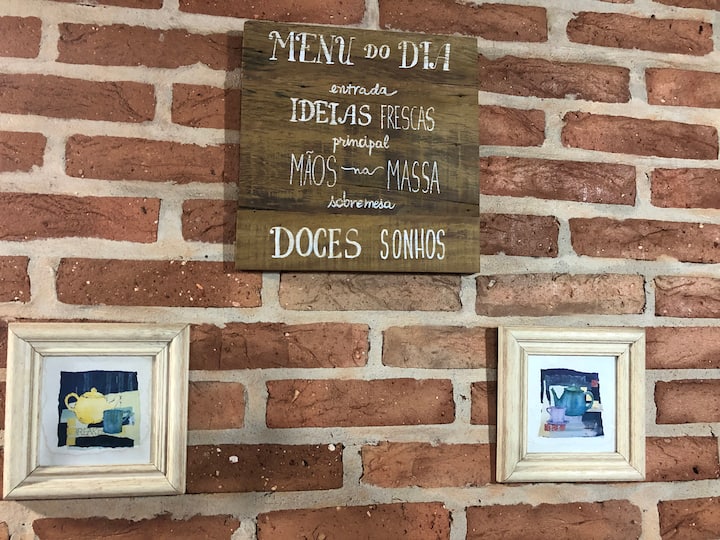 MENU DO DIA
entrada
IDEIAS FRESCAS
principal
MÃOS na MASSA
sobremesa
DOCES SONHOS